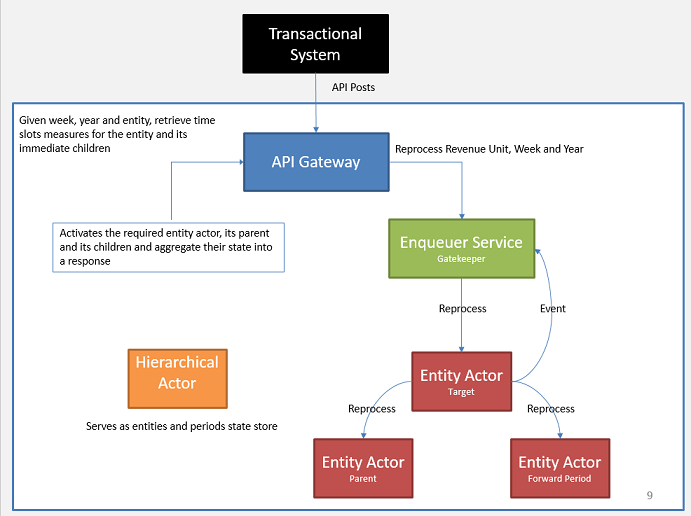 Transactional
System
API Posts
Given week, year and entity, retrieve time
slots measures for the entity and its
immediate children
API Gateway
Reprocess Revenue Unit, Week and Year
Activates the required entity actor, its parent
and its children and aggregate their state into
a response
Enqueuer Service
Gatekeeper
Reprocess
Event
Hierarchical
Actor
Serves as entities and periods state store
Entity Actor
Target
Reprocess
Reprocess
Entity Actor
Parent
Entity Actor
Forward Period
9